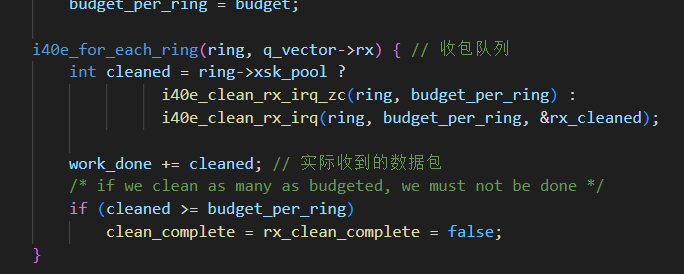 budget_per_ring = budget;
i40e_for_each_ring(ring, q_vector->rx) { // 收包队列
int cleaned = ring->xsk_pool ?
i40e_clean_rx_irq_zc(ring, budget_per_ring) :
i40e_clean_rx_irq(ring, budget_per_ring, &rx_cleaned);
work_done += cleaned; // 实际收到的数据包
/* if we clean as many as budgeted, we must not be done */
if (cleaned >= budget_per_ring)
clean_complete = rx_clean_complete = false;
}